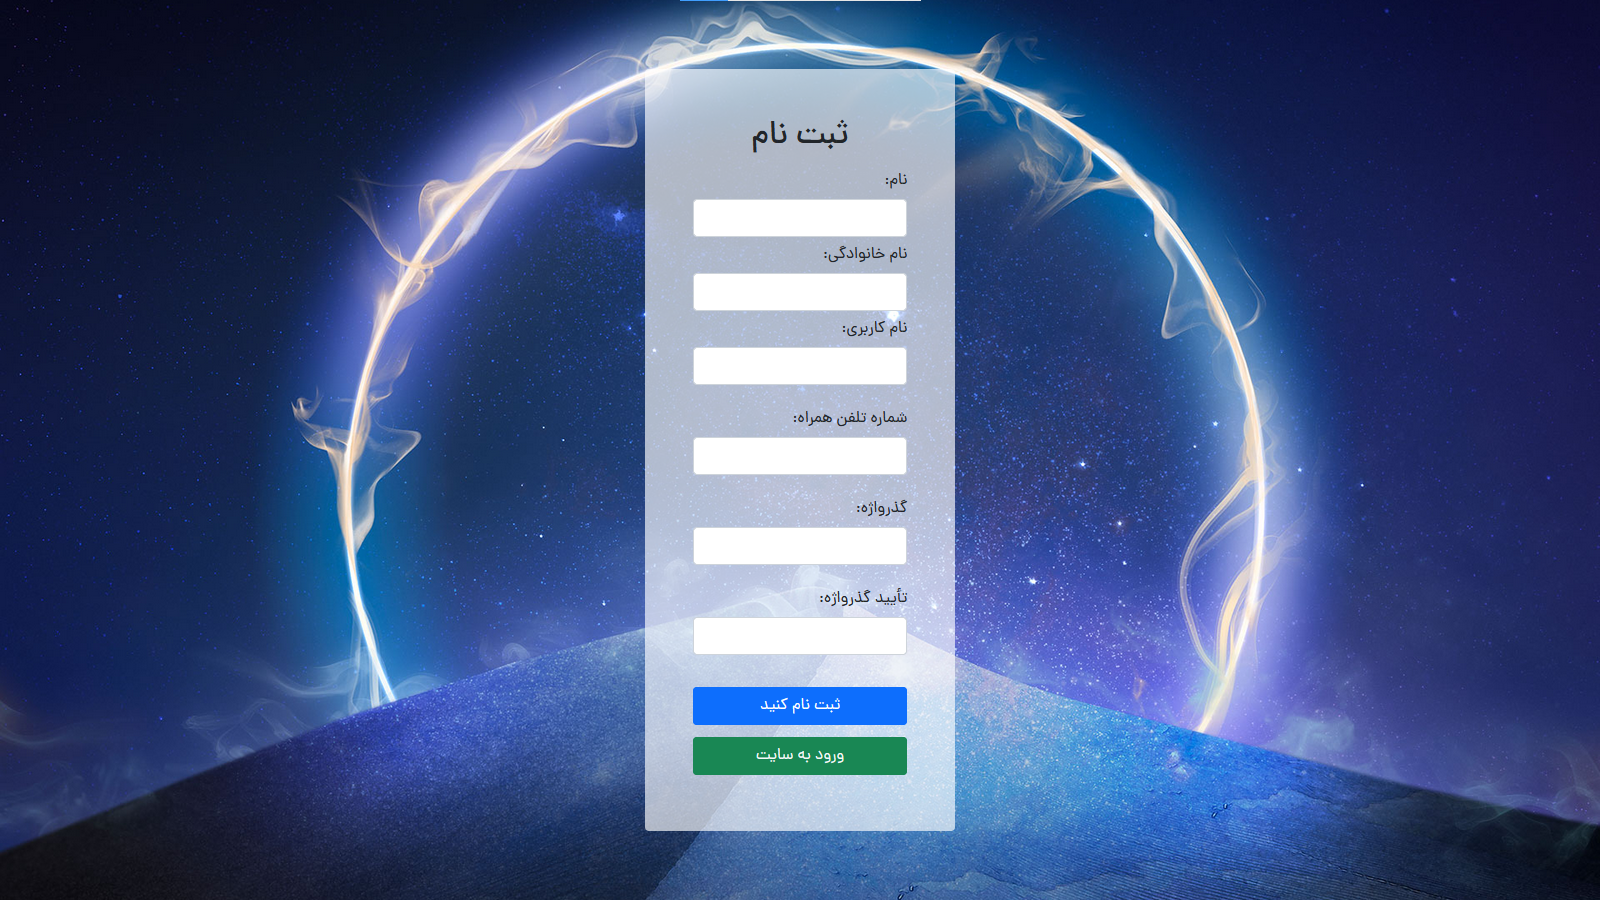 ثبت نام
نام:
نام خانوادگی:
نام کاربری:
شماره تلفن همراه:
گذرواژه:
تأیید گذرواژه:
ثبت نام کنید
ورود به سایت